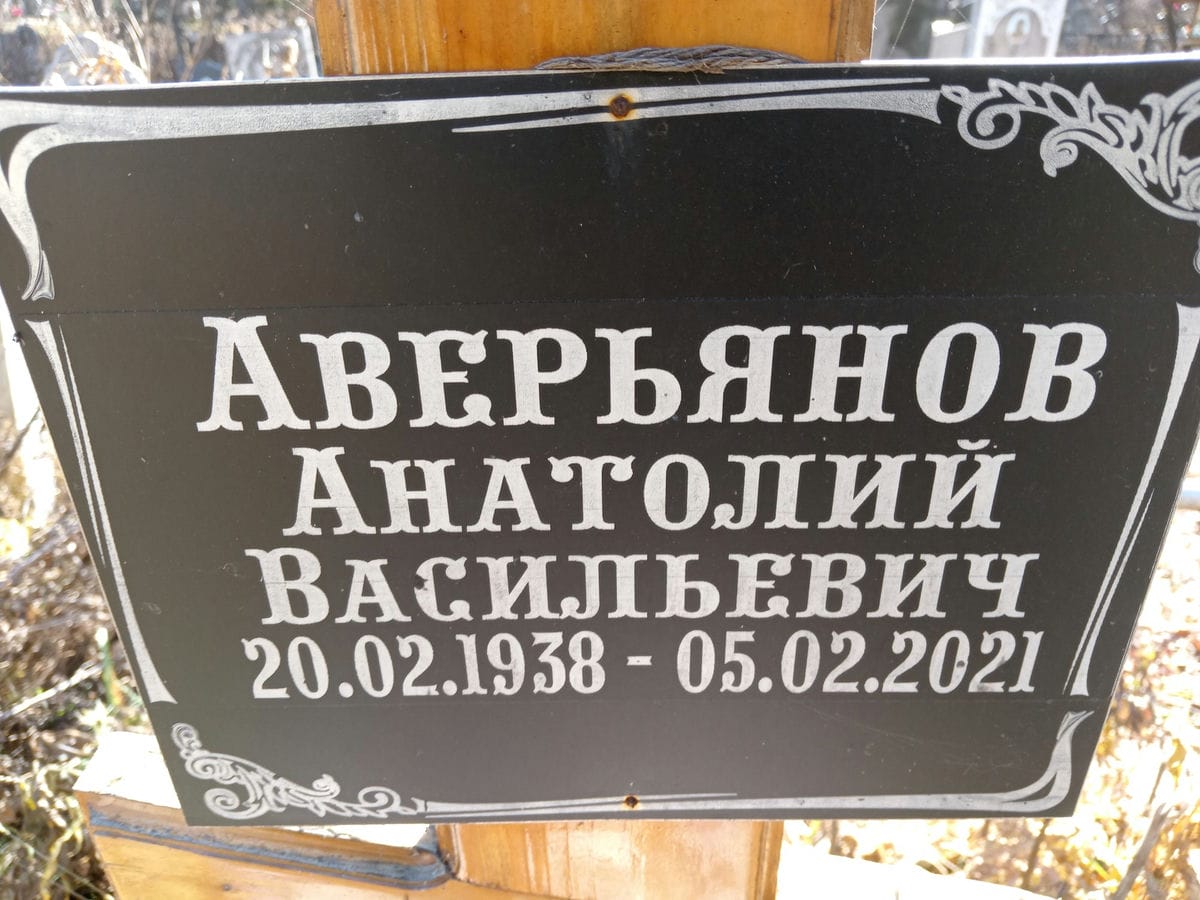 Аверьянов
Анатолий
Васильевич
20.02.1938 - 05.02.2021